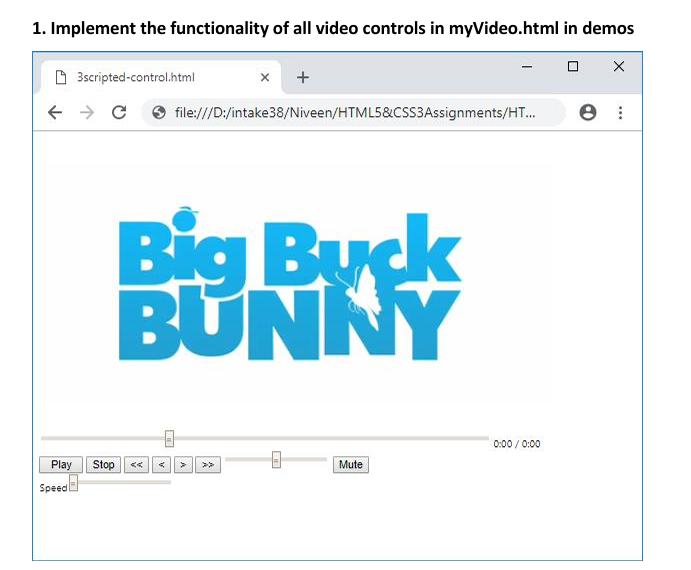 1. Implement the functionality of all video controls in myVideo.html in demos
3scripted-control.html
file:///D:/intake38/Niveen/HTML5&CSS3Assignments/HT...
Big Buck
BUNNY
0:00 / 0:00
Play Stop << < > >> Mute
Speed